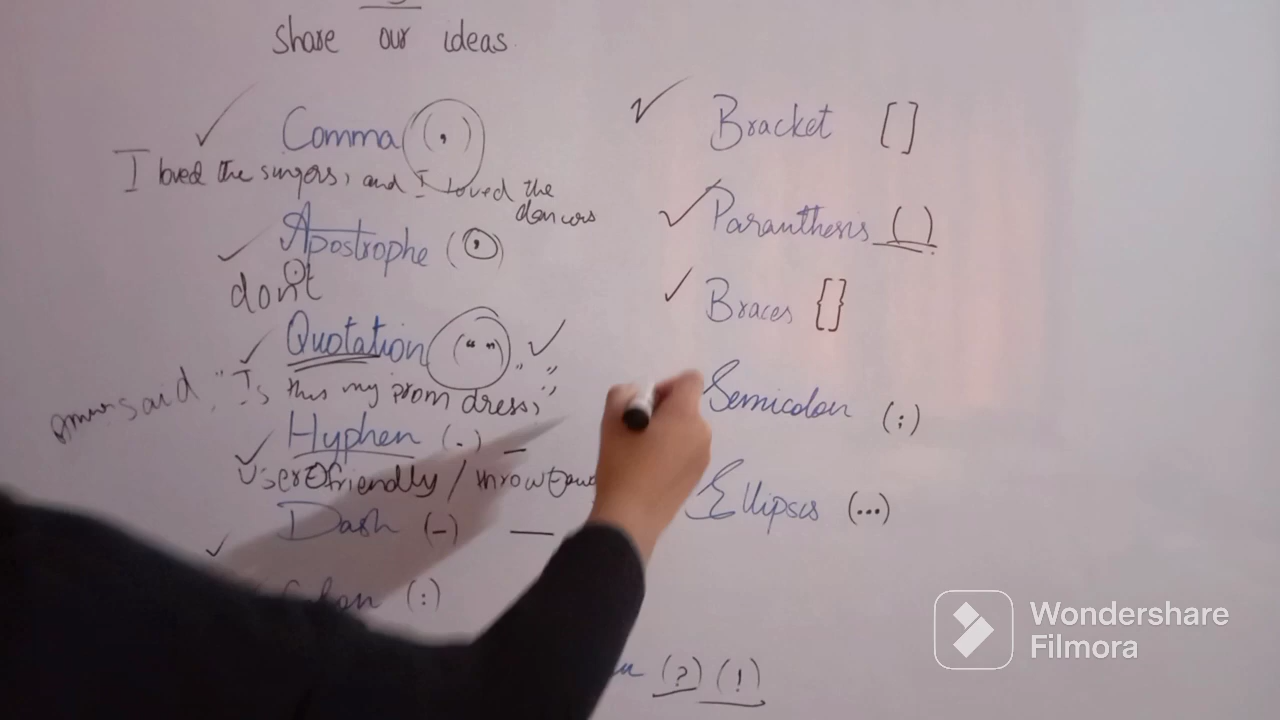 share our ideas
Comma (,)
I loved the singers, and I loved the
dancers
Apostrophe (')
don't
Quotation (“ ”)
said, "Is this my prom dress,"
Hyphen (-) -
User-friendly /
Dash (–) —
Colon (:)
Bracket []
Paranthesis ()
Braces {}
Semicolon (;)
Ellipses (...)
(?) (!)
Wondershare
Filmora